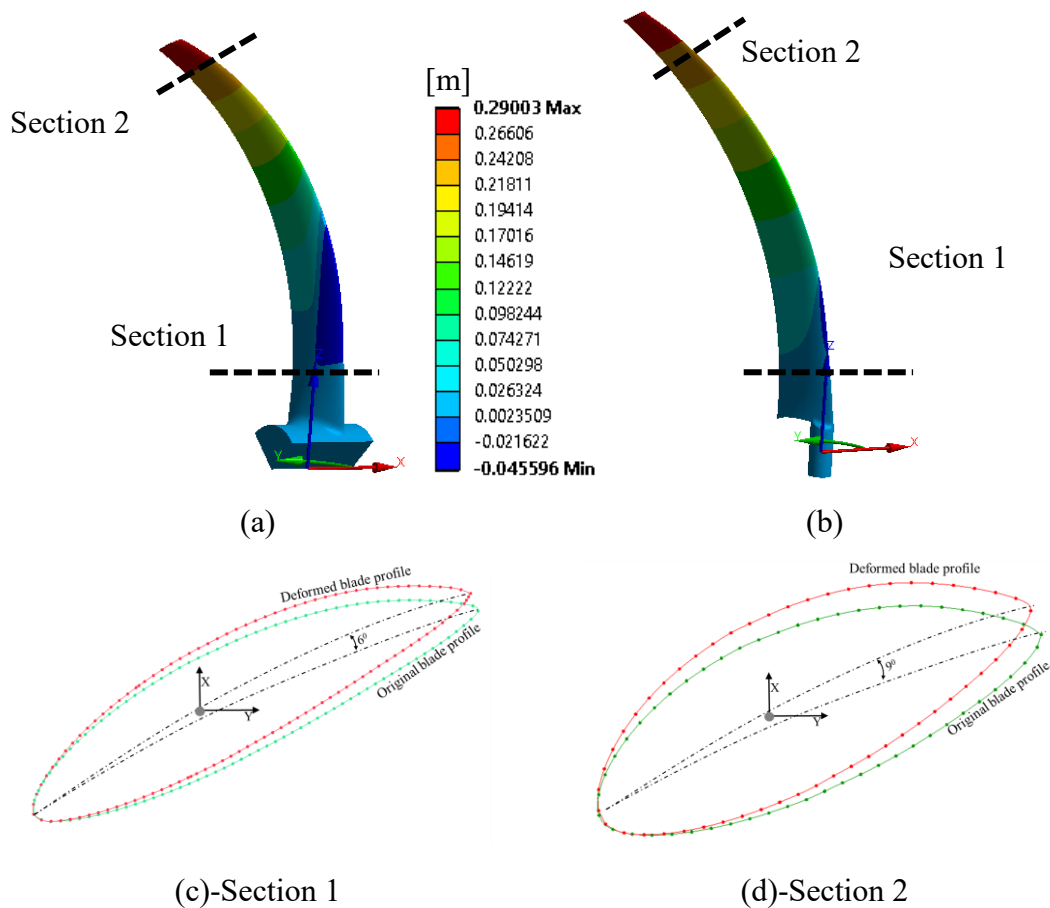 Section 2
Section 1
Z
Y
X
(a)
[m]
0.29003 Max
0.26606
0.24208
0.21811
0.19414
0.17016
0.14619
0.12222
0.098244
0.074271
0.050298
0.026324
0.0023509
-0.021622
-0.045596 Min
Section 2
Section 1
Z
Y
X
(b)
Deformed blade profile
6⁰
Original blade profile
X
Y
(c)-Section 1
Deformed blade profile
9⁰
Original blade profile
X
Y
(d)-Section 2